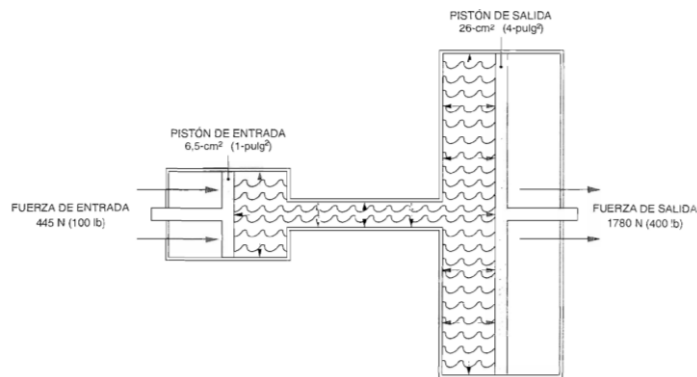 PISTÓN DE SALIDA
26-cm² (4-pulg²)
PISTÓN DE ENTRADA
6,5-cm² (1-pulg²)
FUERZA DE ENTRADA
445 N (100 lb)
FUERZA DE SALIDA
1780 N (400 lb)